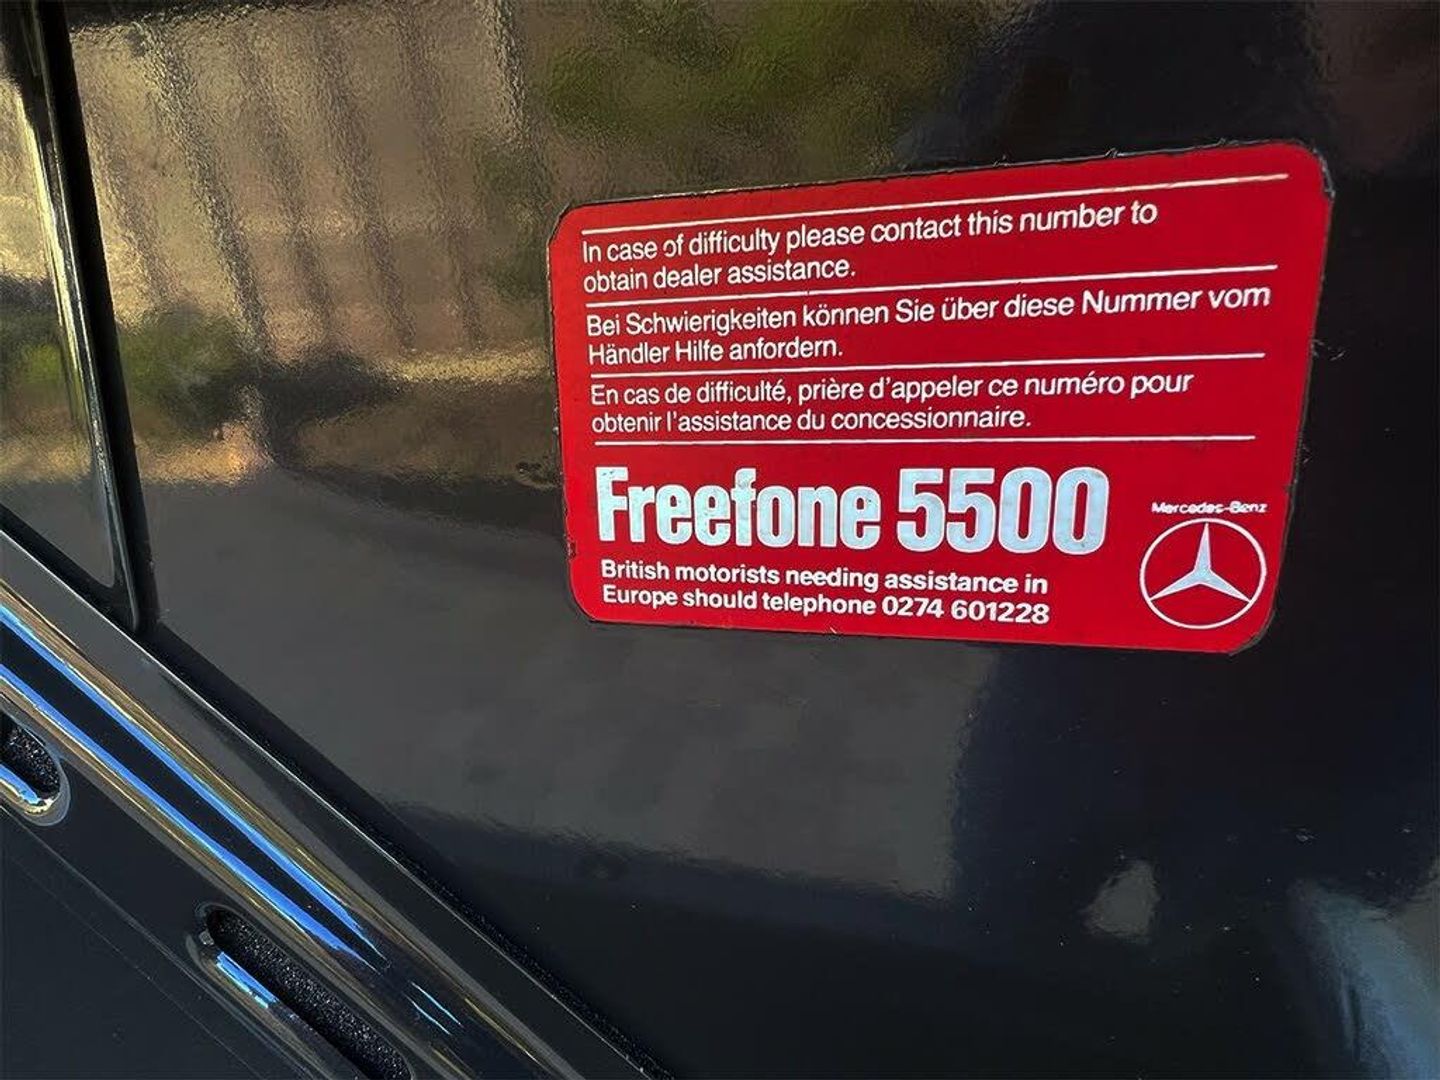 In case of difficulty please contact this number to
obtain dealer assistance.
Bei Schwierigkeiten können Sie über diese Nummer vom
Händler Hilfe anfordern.
En cas de difficulté, prière d'appeler ce numéro pour
obtenir l'assistance du concessionnaire.
Freefone 5500
Mercedes-Benz
British motorists needing assistance in
Europe should telephone 0274 601228